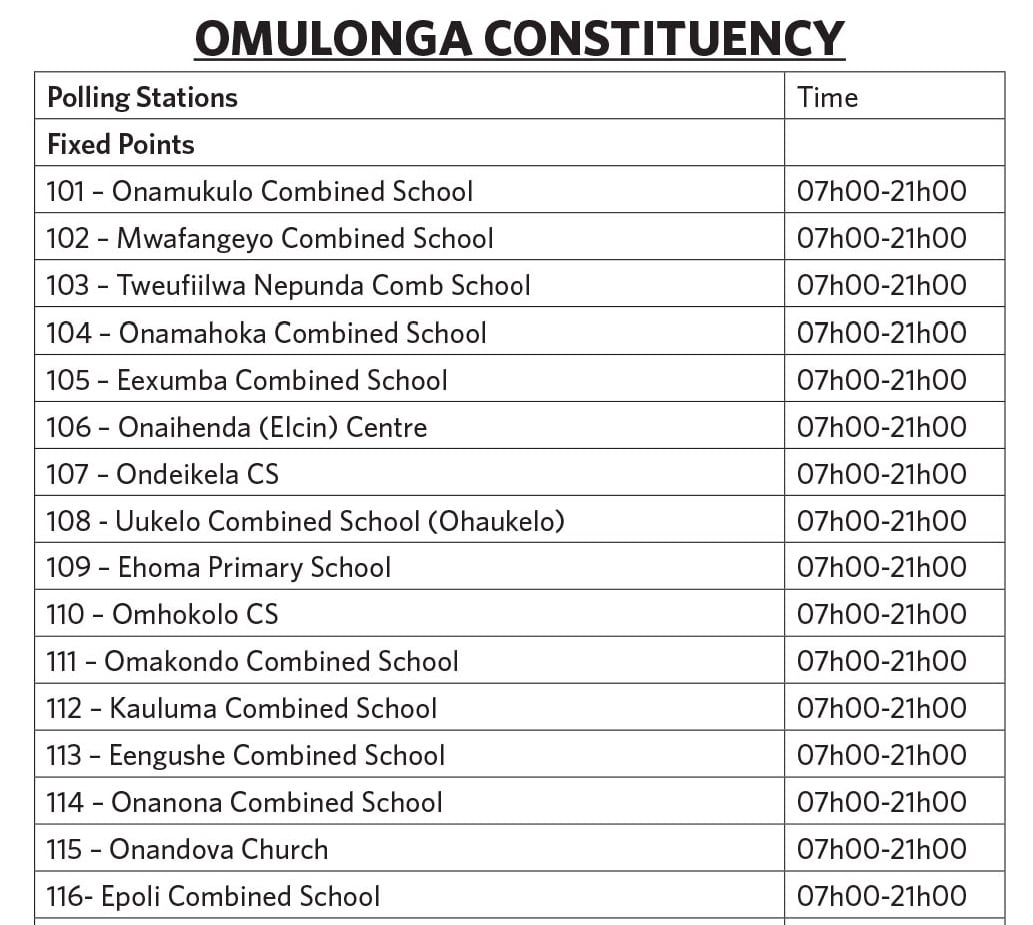 OMULONGA CONSTITUENCY
Polling Stations Time
Fixed Points
101 – Onamukulo Combined School 07h00-21h00
102 – Mwafangeyo Combined School 07h00-21h00
103 – Tweufiilwa Nepunda Comb School 07h00-21h00
104 – Onamahoka Combined School 07h00-21h00
105 – Eexumba Combined School 07h00-21h00
106 – Onaihenda (Elcin) Centre 07h00-21h00
107 – Ondeikela CS 07h00-21h00
108 - Uukelo Combined School (Ohaukelo) 07h00-21h00
109 – Ehoma Primary School 07h00-21h00
110 – Omhokolo CS 07h00-21h00
111 – Omakondo Combined School 07h00-21h00
112 – Kauluma Combined School 07h00-21h00
113 – Eengushe Combined School 07h00-21h00
114 – Onanona Combined School 07h00-21h00
115 – Onandova Church 07h00-21h00
116- Epoli Combined School 07h00-21h00